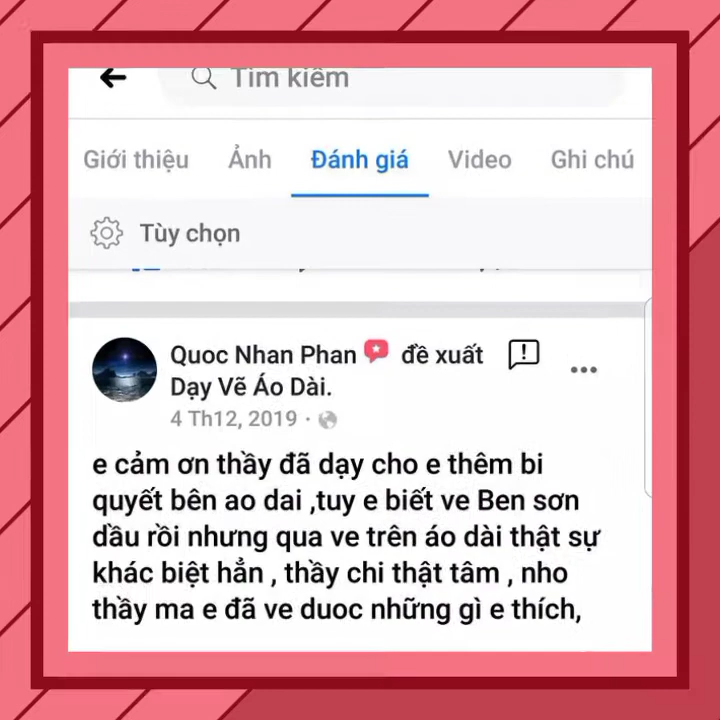 Tìm kiếm
Giới thiệu Ảnh Đánh giá Video Ghi chú
Tùy chọn
Quoc Nhan Phan đề xuất
Dạy Vẽ Áo Dài.
4 Th12, 2019 ·
e cảm ơn thầy đã dạy cho e thêm bi
quyết bên ao dai ,tuy e biết ve Ben sơn
dầu rồi nhưng qua ve trên áo dài thật sự
khác biệt hẳn , thầy chi thật tâm , nho
thầy ma e đã ve duoc những gì e thích,